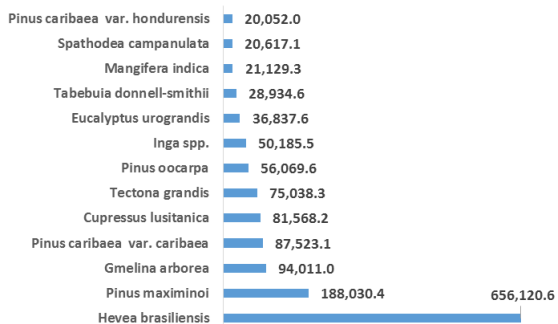 Pinus caribaea var. hondurensis 20,052.0
Spathodea campanulata 20,617.1
Mangifera indica 21,129.3
Tabebuia donnell-smithii 28,934.6
Eucalyptus urograndis 36,837.6
Inga spp. 50,185.5
Pinus oocarpa 56,069.6
Tectona grandis 75,038.3
Cupressus lusitanica 81,568.2
Pinus caribaea var. caribaea 87,523.1
Gmelina arborea 94,011.0
Pinus maximinoi 188,030.4
Hevea brasiliensis 656,120.6